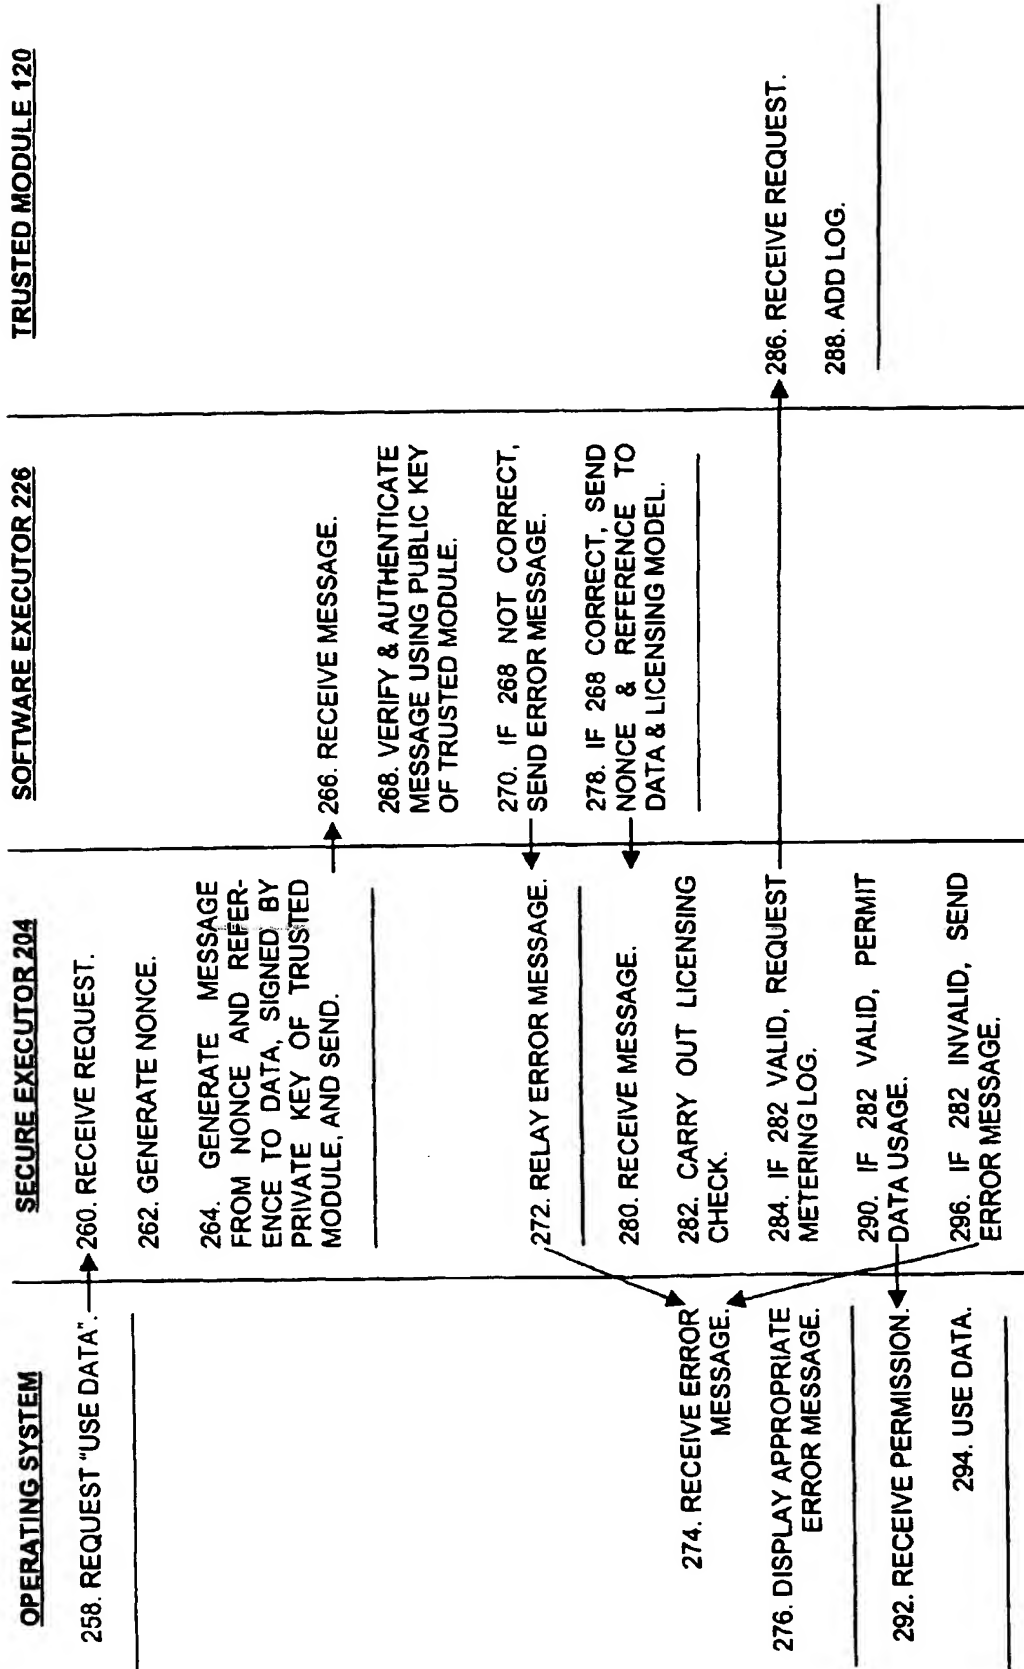 OPERATING SYSTEM
258. REQUEST "USE DATA".
274. RECEIVE ERROR
MESSAGE.
276. DISPLAY APPROPRIATE
ERROR MESSAGE.
292. RECEIVE PERMISSION.
294. USE DATA.
SECURE EXECUTOR 204
260. RECEIVE REQUEST.
262. GENERATE NONCE.
264. GENERATE MESSAGE
FROM NONCE AND REFER-
ENCE TO DATA, SIGNED BY
PRIVATE KEY OF TRUSTED
MODULE, AND SEND.
272. RELAY ERROR MESSAGE.
280. RECEIVE MESSAGE.
282. CARRY OUT LICENSING
CHECK.
284. IF 282 VALID, REQUEST
METERING LOG.
290. IF 282 VALID, PERMIT
DATA USAGE.
296. IF 282 INVALID, SEND
ERROR MESSAGE.
SOFTWARE EXECUTOR 226
266. RECEIVE MESSAGE.
268. VERIFY & AUTHENTICATE
MESSAGE USING PUBLIC KEY
OF TRUSTED MODULE.
270. IF 268 NOT CORRECT,
SEND ERROR MESSAGE.
278. IF 268 CORRECT, SEND
NONCE & REFERENCE TO
DATA & LICENSING MODEL.
TRUSTED MODULE 120
286. RECEIVE REQUEST.
288. ADD LOG.